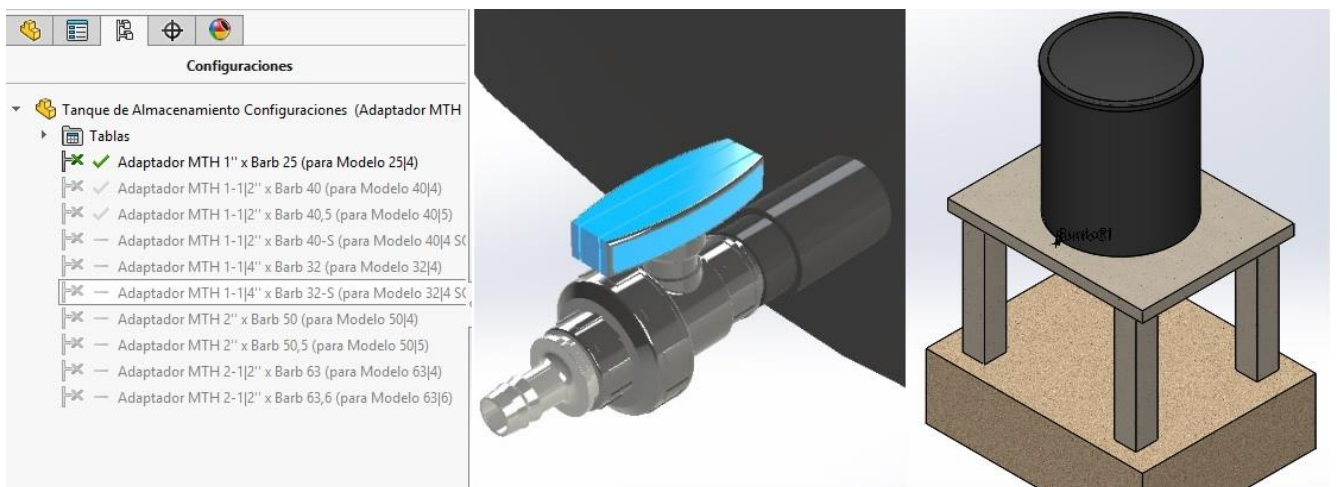 Configuraciones
Tanque de Almacenamiento Configuraciones (Adaptador MTH
Tablas
Adaptador MTH 1'' x Barb 25 (para Modelo 25|4)
Adaptador MTH 1-1|2'' x Barb 40 (para Modelo 40|4)
Adaptador MTH 1-1|2'' x Barb 40,5 (para Modelo 40|5)
Adaptador MTH 1-1|2'' x Barb 40-S (para Modelo 40|4 S
Adaptador MTH 1-1|4'' x Barb 32 (para Modelo 32|4)
Adaptador MTH 1-1|4'' x Barb 32-S (para Modelo 32|4 S
Adaptador MTH 2'' x Barb 50 (para Modelo 50|4)
Adaptador MTH 2'' x Barb 50,5 (para Modelo 50|5)
Adaptador MTH 2-1|2'' x Barb 63 (para Modelo 63|4)
Adaptador MTH 2-1|2'' x Barb 63,6 (para Modelo 63|6)